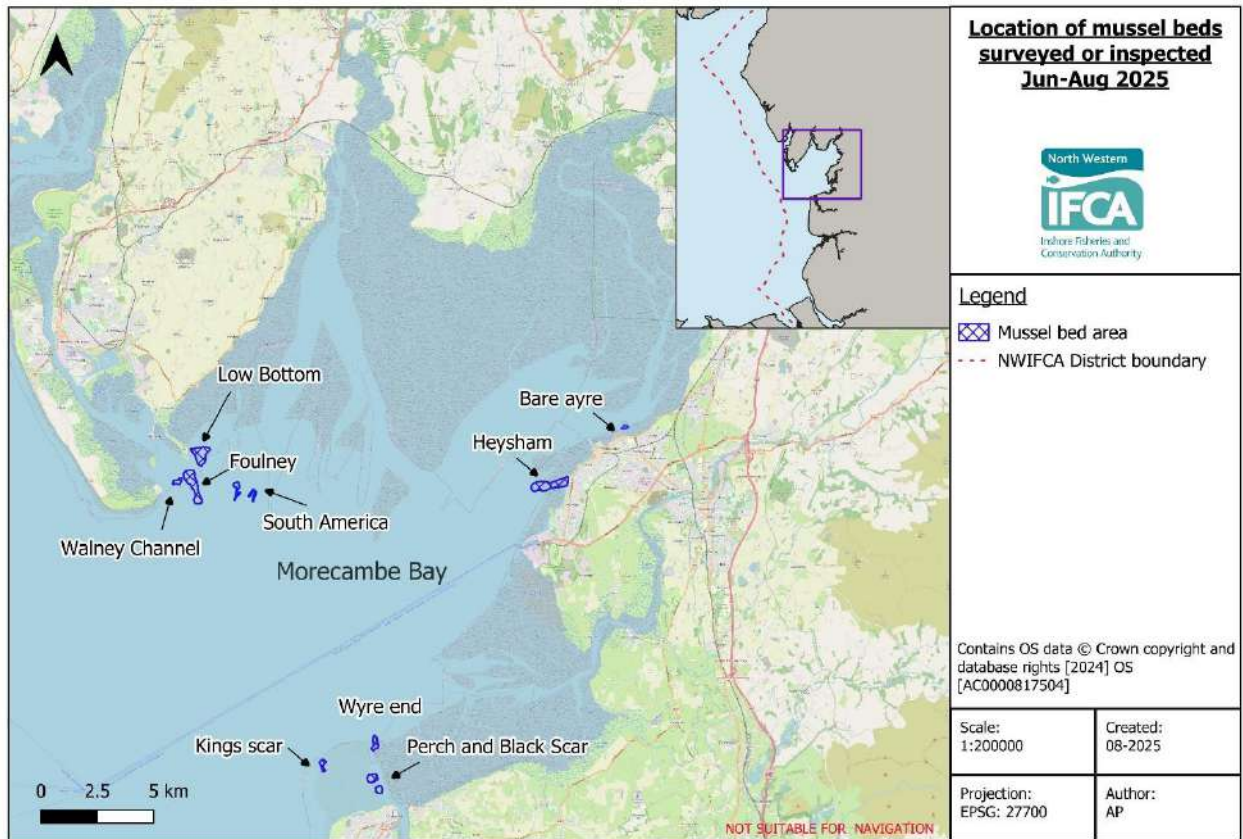 Location of mussel beds
surveyed or inspected
Jun-Aug 2025
North Western
IFCA
Inshore Fisheries and
Conservation Authority
Legend
Mussel bed area
NWIFCA District boundary
Contains OS data © Crown copyright and
database rights [2024] OS
[AC0000817504]
Scale:
1:200000
Created:
08-2025
Projection:
EPSG: 27700
Author:
AP
Low Bottom
Bare ayre
Foulney
Heysham
South America
Walney Channel
Morecambe Bay
Wyre end
Kings scar
Perch and Black Scar
0 2.5 5 km
NOT SUITABLE FOR NAVIGATION